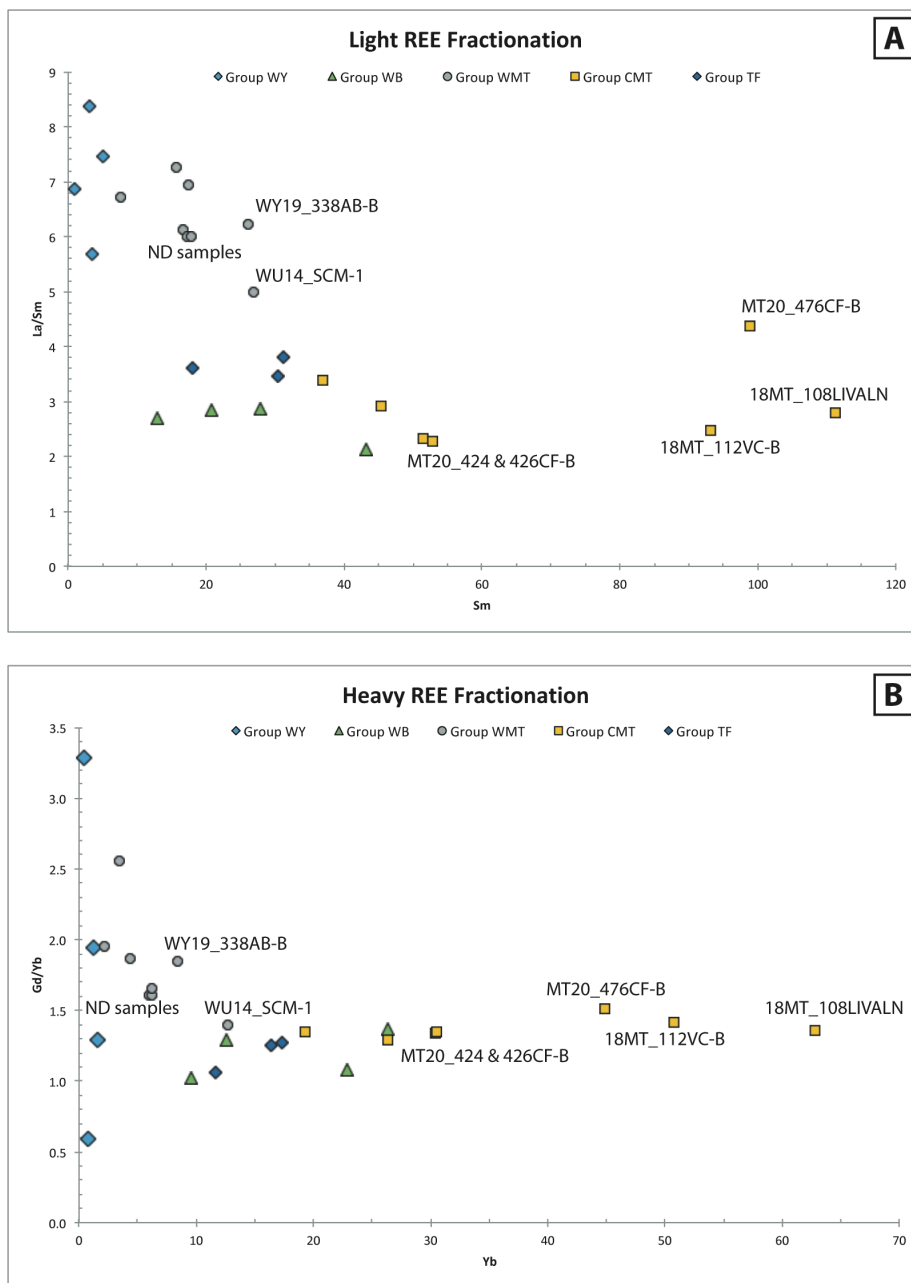 Light REE Fractionation
A
Group WY Group WB Group WMT Group CMT Group TF
9
8
7
6
5
4
3
2
1
0
La/Sm
WY19_338AB-B
ND samples
WU14_SCM-1
MT20_476CF-B
18MT_108LIVALN
18MT_112VC-B
MT20_424 & 426CF-B
0 20 40 60 80 100 120
Sm
Heavy REE Fractionation
B
Group WY Group WB Group WMT Group CMT Group TF
3.5
3.0
2.5
2.0
1.5
1.0
0.5
0.0
Gd/Yb
WY19_338AB-B
MT20_476CF-B
ND samples WU14_SCM-1 18MT_108LIVALN
18MT_112VC-B
MT20_424 & 426CF-B
0 10 20 30 40 50 60 70
Yb